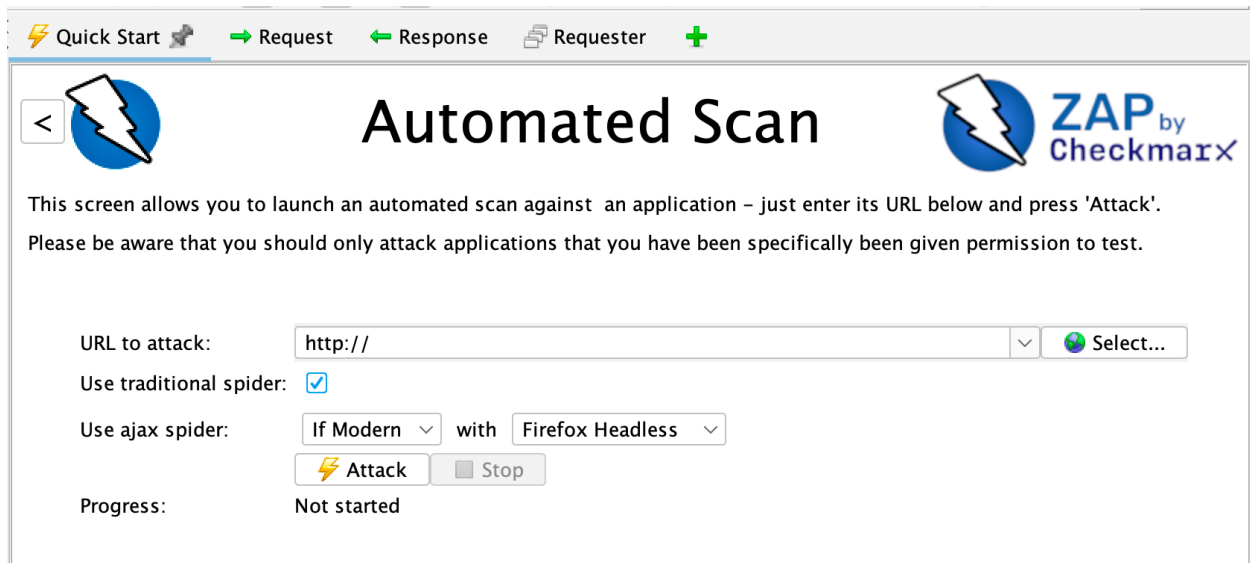 Quick Start Request Response Requester
< Automated Scan ZAP by Checkmarx
This screen allows you to launch an automated scan against an application – just enter its URL below and press 'Attack'.
Please be aware that you should only attack applications that you have been specifically been given permission to test.
URL to attack: http:// Select...
Use traditional spider:
Use ajax spider: If Modern with Firefox Headless
Attack Stop
Progress: Not started